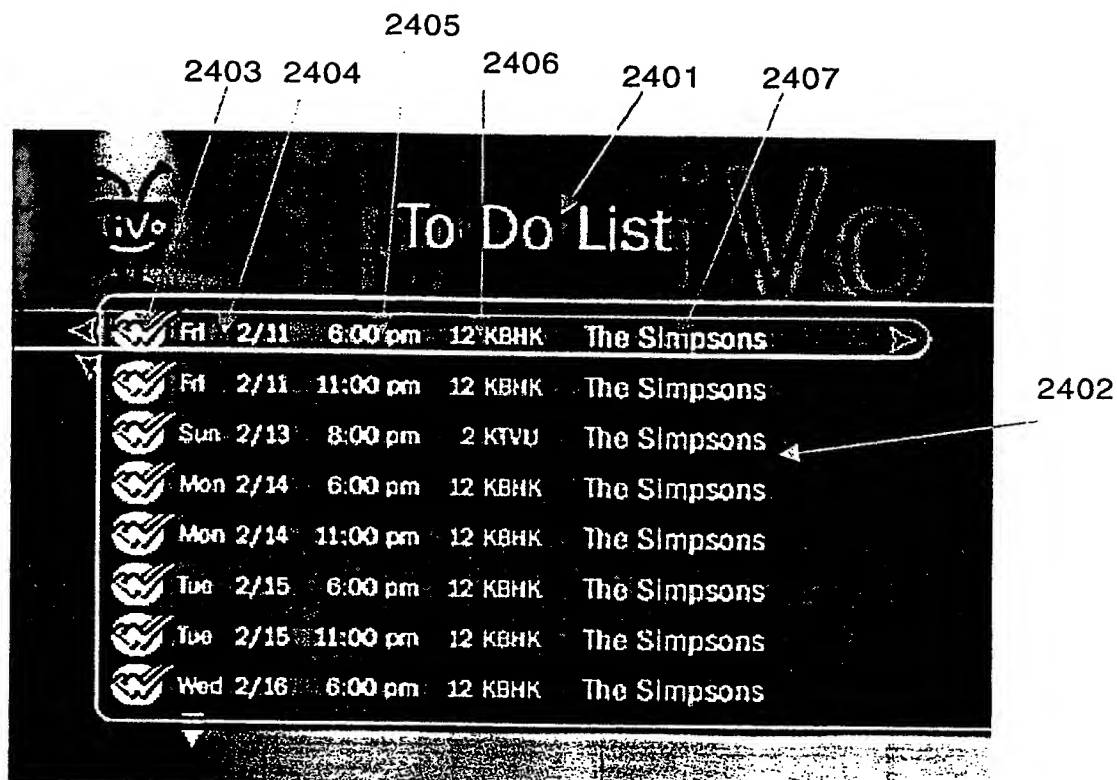 2405
2403 2404 2406 2401 2407
TiVo
To Do List
iVo
Fri 2/11 6:00 pm 12 KBHK The Simpsons
Fri 2/11 11:00 pm 12 KBHK The Simpsons
2402
Sun 2/13 8:00 pm 2 KTVU The Simpsons
Mon 2/14 6:00 pm 12 KBHK The Simpsons
Mon 2/14 11:00 pm 12 KBHK The Simpsons
Tue 2/15 6:00 pm 12 KBHK The Simpsons
Tue 2/15 11:00 pm 12 KBHK The Simpsons
Wed 2/16 6:00 pm 12 KBHK The Simpsons